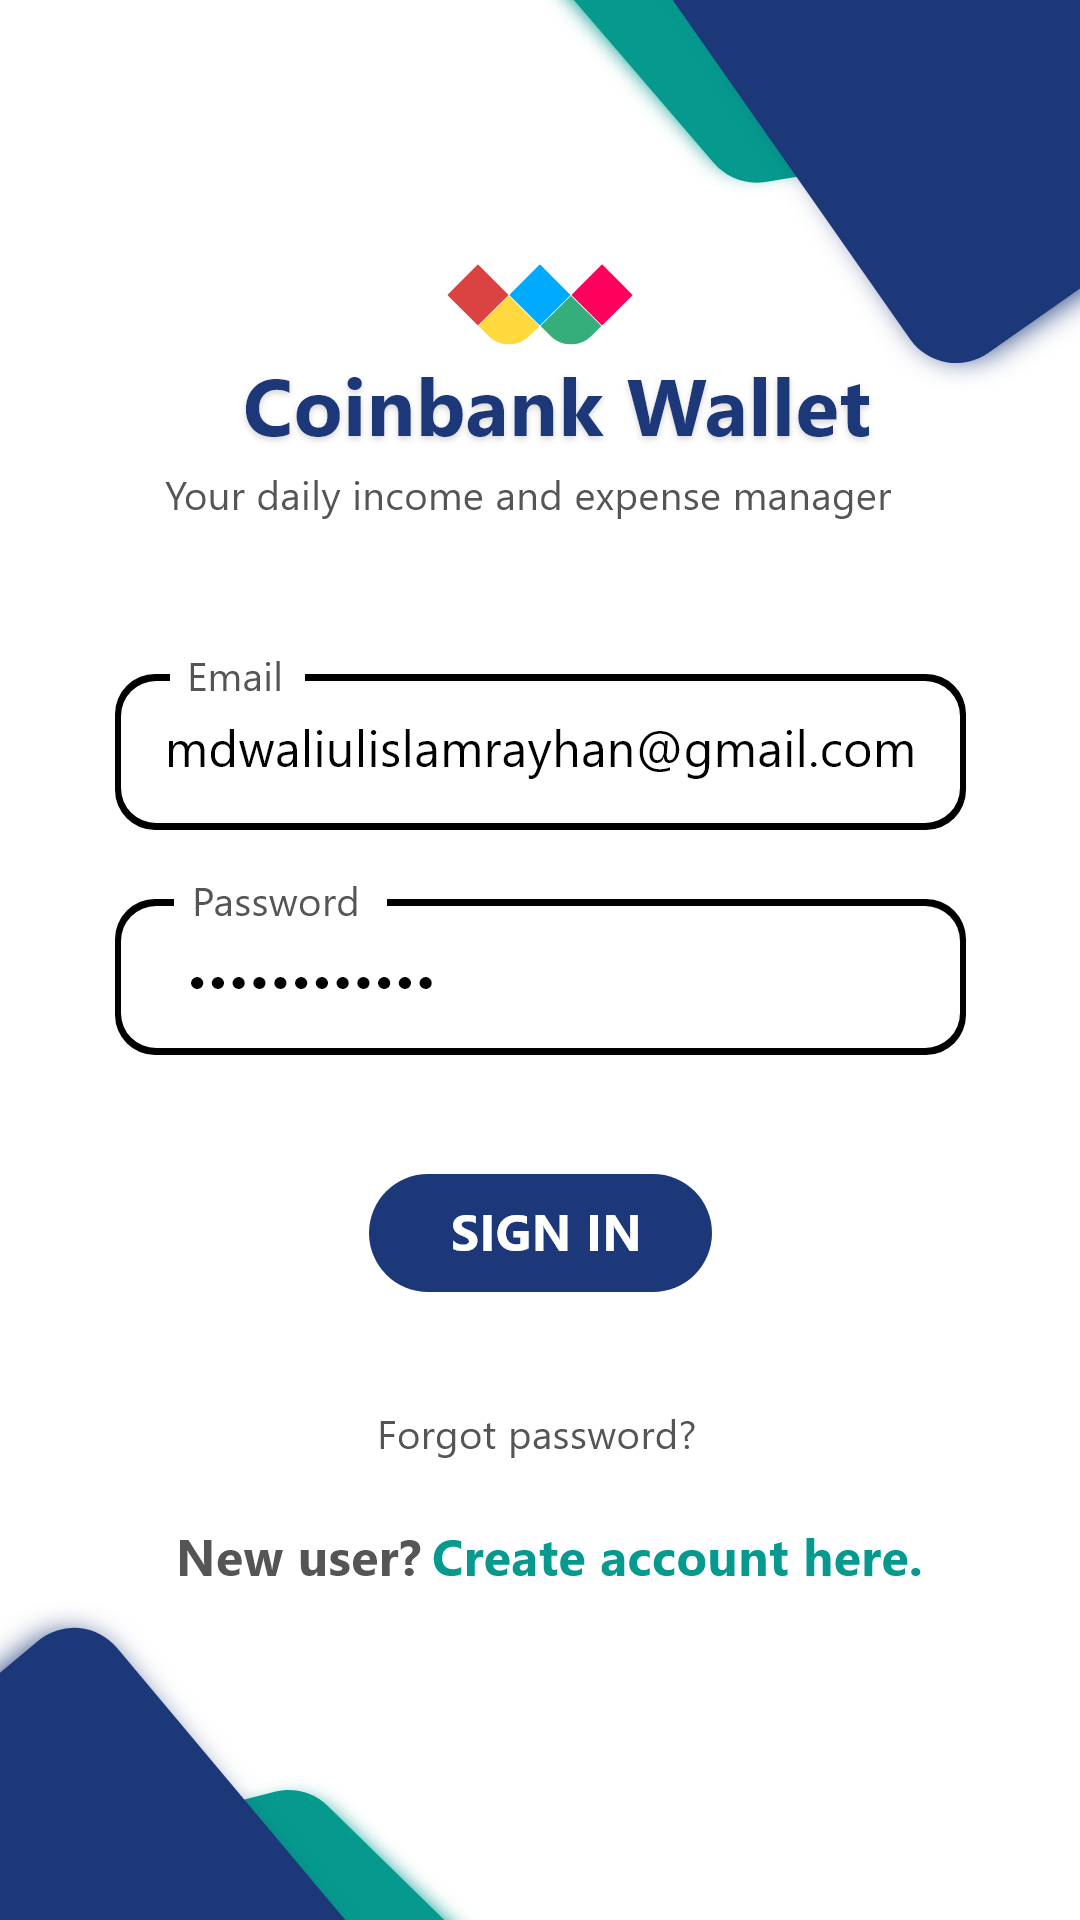 Coinbank Wallet
Your daily income and expense manager
Email
mdwaliulislamrayhan@gmail.com
Password
••••••••••••
SIGN IN
Forgot password?
New user? Create account here.